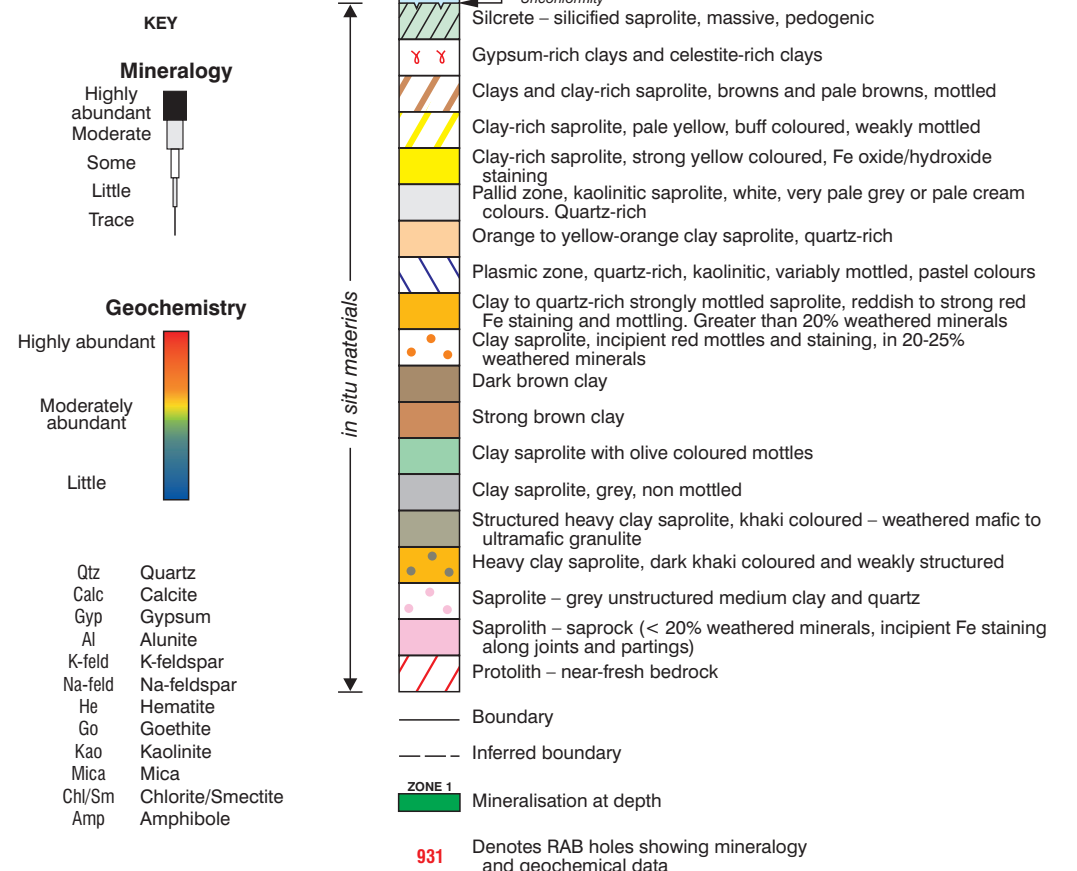 Unconformity
KEY
Mineralogy
Highly
abundant
Moderate
Some
Little
Trace
Geochemistry
Highly abundant
Moderately
abundant
Little
Qtz Quartz
Calc Calcite
Gyp Gypsum
Al Alunite
K-feld K-feldspar
Na-feld Na-feldspar
He Hematite
Go Goethite
Kao Kaolinite
Mica Mica
Chl/Sm Chlorite/Smectite
Amp Amphibole
in situ materials
Silcrete – silicified saprolite, massive, pedogenic
Gypsum-rich clays and celestite-rich clays
Clays and clay-rich saprolite, browns and pale browns, mottled
Clay-rich saprolite, pale yellow, buff coloured, weakly mottled
Clay-rich saprolite, strong yellow coloured, Fe oxide/hydroxide
staining
Pallid zone, kaolinitic saprolite, white, very pale grey or pale cream
colours. Quartz-rich
Orange to yellow-orange clay saprolite, quartz-rich
Plasmic zone, quartz-rich, kaolinitic, variably mottled, pastel colours
Clay to quartz-rich strongly mottled saprolite, reddish to strong red
Fe staining and mottling. Greater than 20% weathered minerals
Clay saprolite, incipient red mottles and staining, in 20-25%
weathered minerals
Dark brown clay
Strong brown clay
Clay saprolite with olive coloured mottles
Clay saprolite, grey, non mottled
Structured heavy clay saprolite, khaki coloured – weathered mafic to
ultramafic granulite
Heavy clay saprolite, dark khaki coloured and weakly structured
Saprolite – grey unstructured medium clay and quartz
Saprolith – saprock (< 20% weathered minerals, incipient Fe staining
along joints and partings)
Protolith – near-fresh bedrock
Boundary
Inferred boundary
ZONE 1
Mineralisation at depth
931
Denotes RAB holes showing mineralogy
and geochemical data